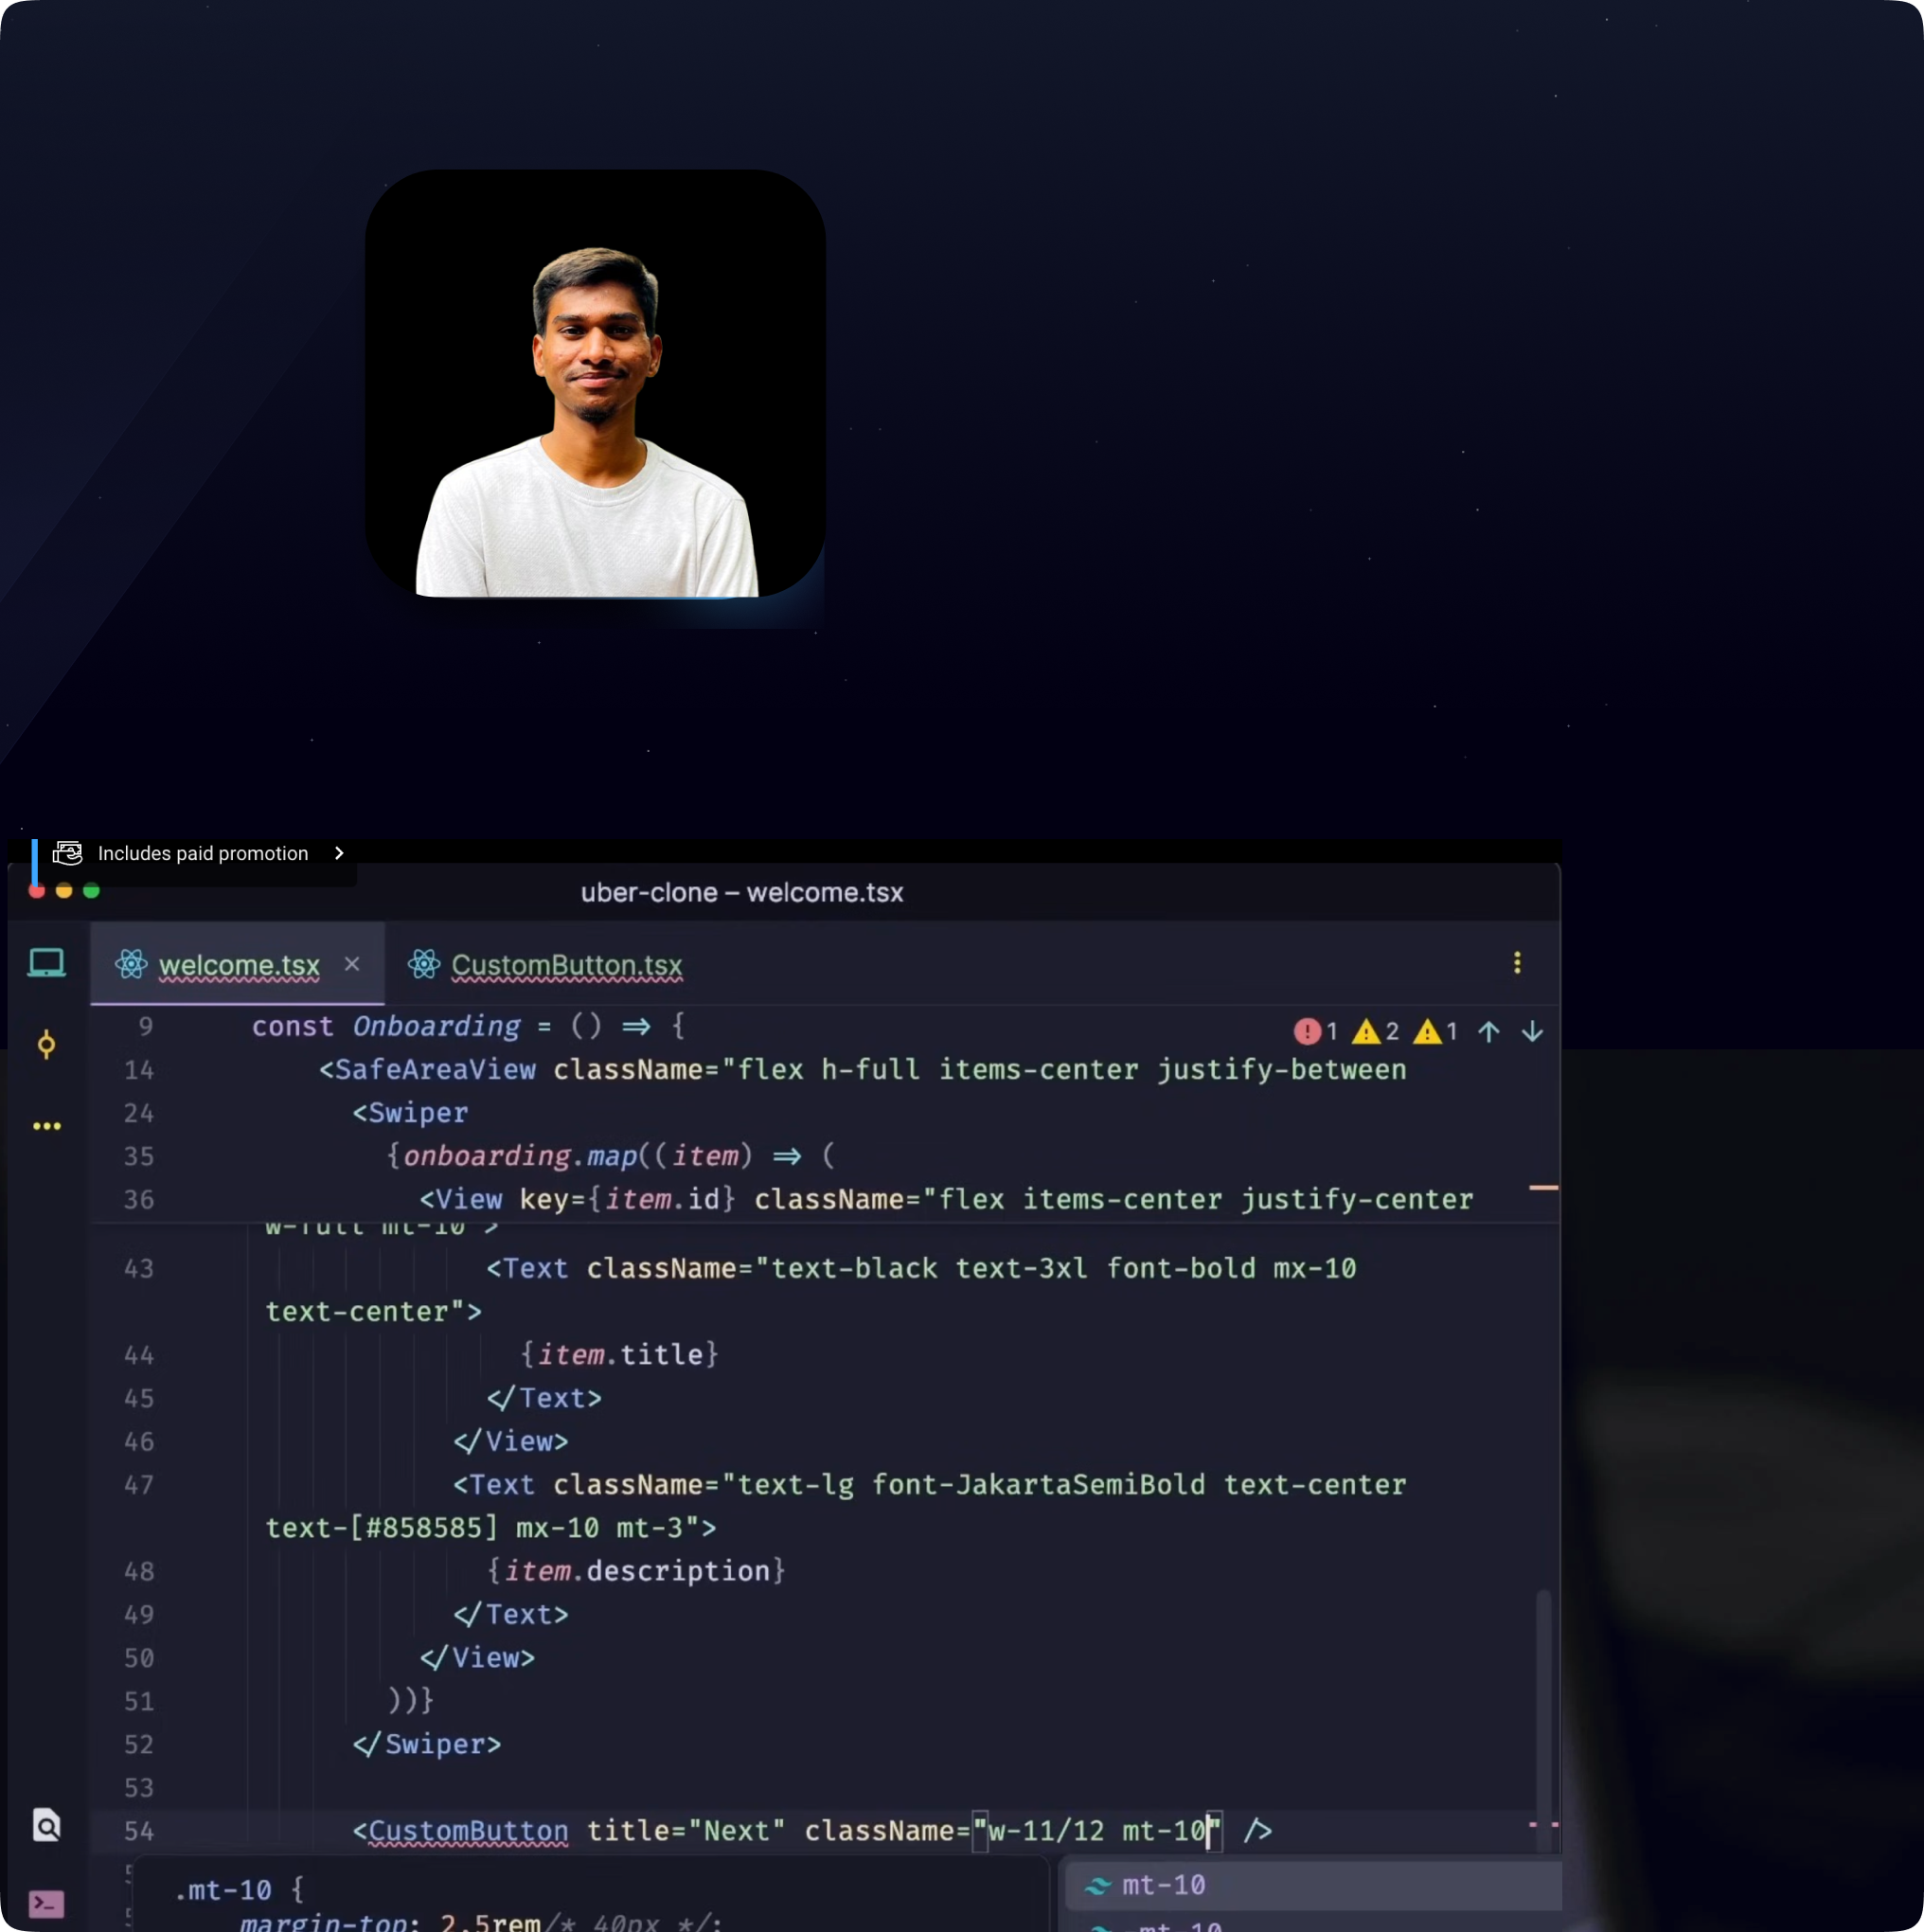 Includes paid promotion
uber-clone – welcome.tsx
welcome.tsx × CustomButton.tsx
9 const Onboarding = () => { 1 2 1
14 <SafeAreaView className="flex h-full items-center justify-between
24 <Swiper
35 {onboarding.map((item) => (
36 <View key={item.id} className="flex items-center justify-center
w-full mt-10">
43 <Text className="text-black text-3xl font-bold mx-10
text-center">
44 {item.title}
45 </Text>
46 </View>
47 <Text className="text-lg font-JakartaSemiBold text-center
text-[#858585] mx-10 mt-3">
48 {item.description}
49 </Text>
50 </View>
51 ))}
52 </Swiper>
53
54 <CustomButton title="Next" className="w-11/12 mt-10" />
.mt-10 { mt-10
margin-top: 2.5rem/* 40px */; -mt-10